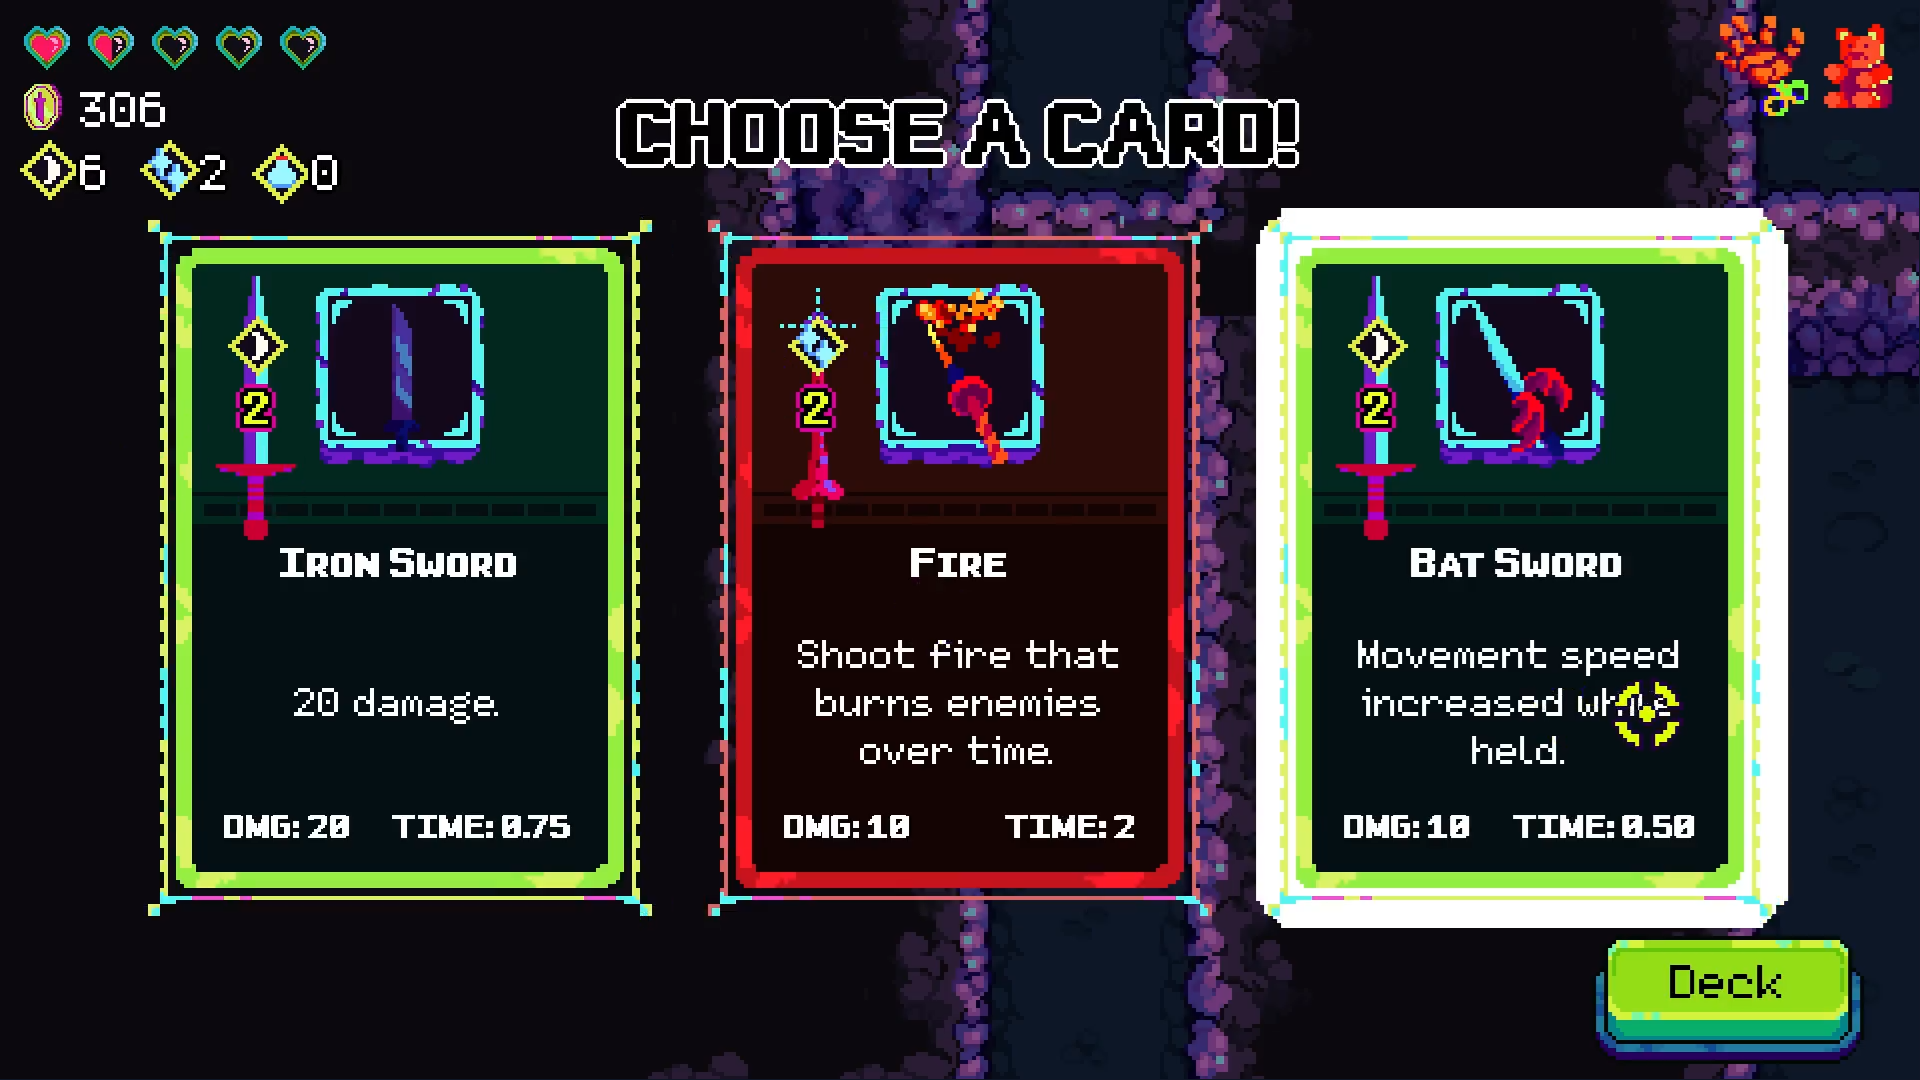 306
6 2 0
CHOOSE A CARD!
2
IRON SWORD
20 damage.
DMG: 20 TIME: 0.75
2
FIRE
Shoot fire that
burns enemies
over time.
DMG: 10 TIME: 2
2
BAT SWORD
Movement speed
increased while
held.
DMG: 10 TIME: 0.50
Deck